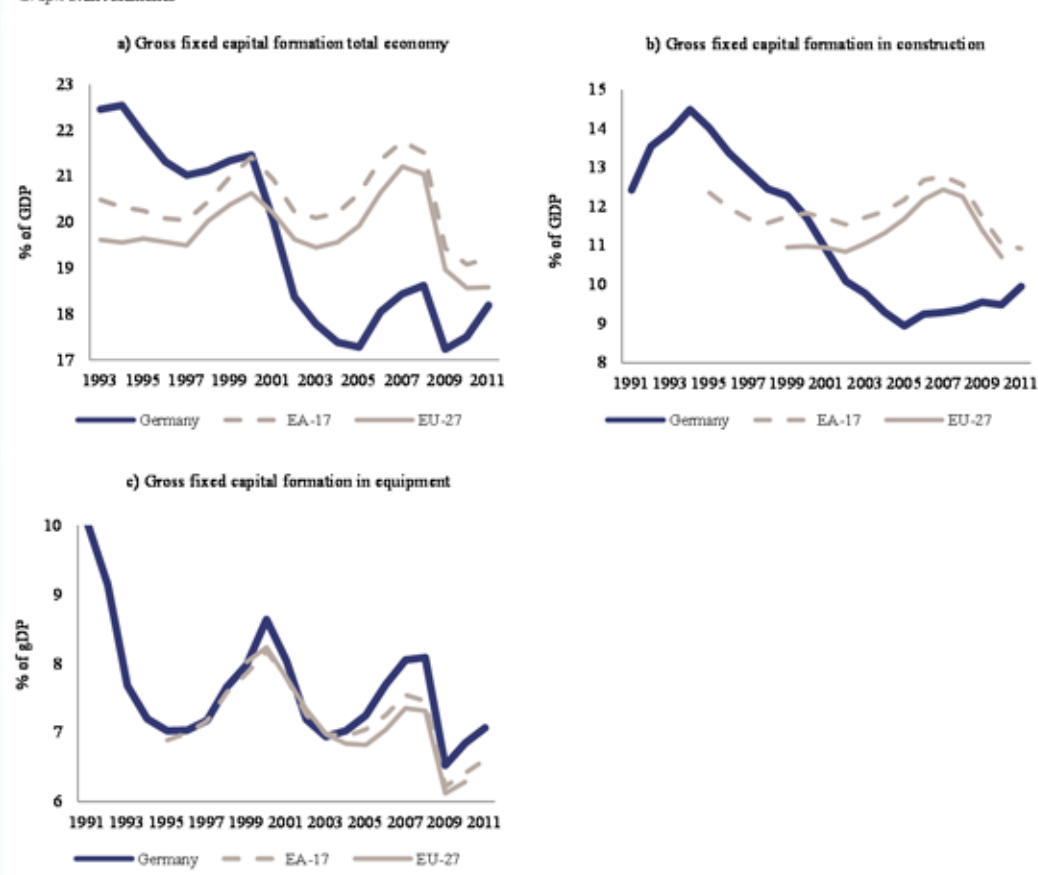 a) Gross fixed capital formation total economy
% of GDP
23
22
21
20
19
18
17
1993 1995 1997 1999 2001 2003 2005 2007 2009 2011
Germany EA-17 EU-27
b) Gross fixed capital formation in construction
% of GDP
15
14
13
12
11
10
9
8
1991 1993 1995 1997 1999 2001 2003 2005 2007 2009 2011
Germany EA-17 EU-27
c) Gross fixed capital formation in equipment
% of gDP
10
9
8
7
6
1991 1993 1995 1997 1999 2001 2003 2005 2007 2009 2011
Germany EA-17 EU-27